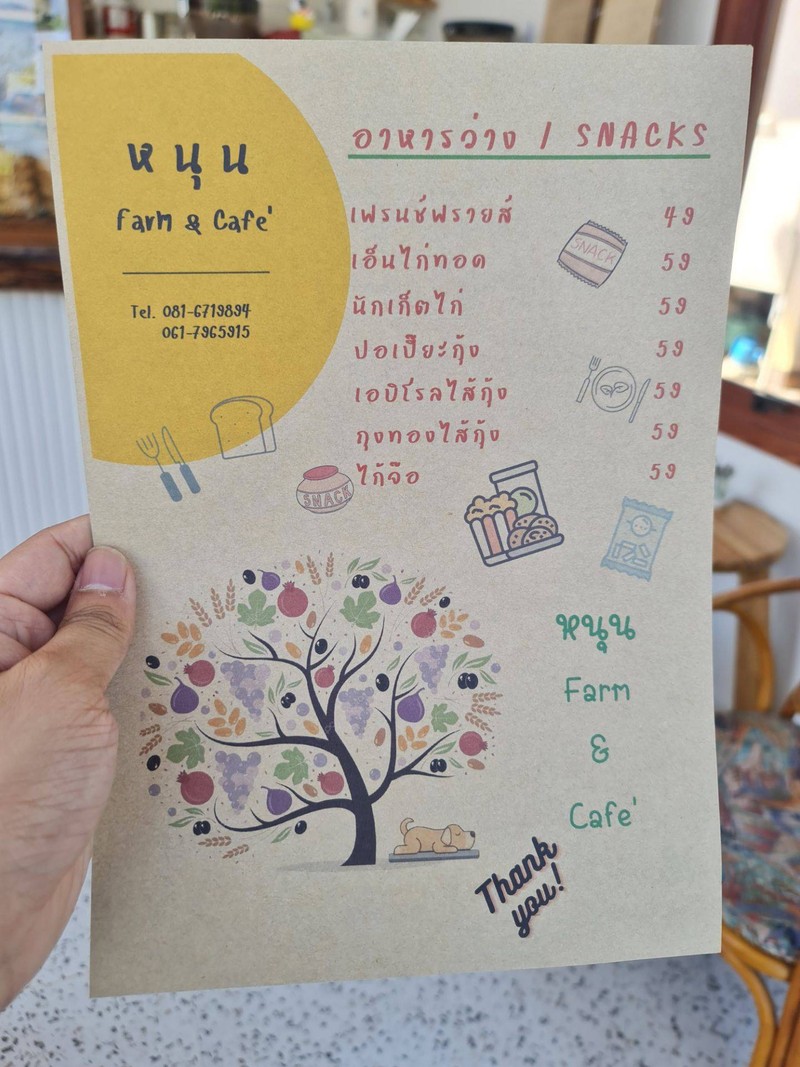 หนุน
Farm & Cafe'
Tel. 081-6719894
061-7965915
อาหารว่าง / SNACKS
เฟรนช์ฟรายส์ 49
เอ็นไก่ทอด 59
นักเก็ตไก่ 59
ปอเปี๊ยะกุ้ง 59
เอบิโรลไส้กุ้ง 59
ถุงทองไส้กุ้ง 59
ไก่จ๊อ 59
SNACK
SMACK
หนุน
Farm
&
Cafe'
Thank
you!